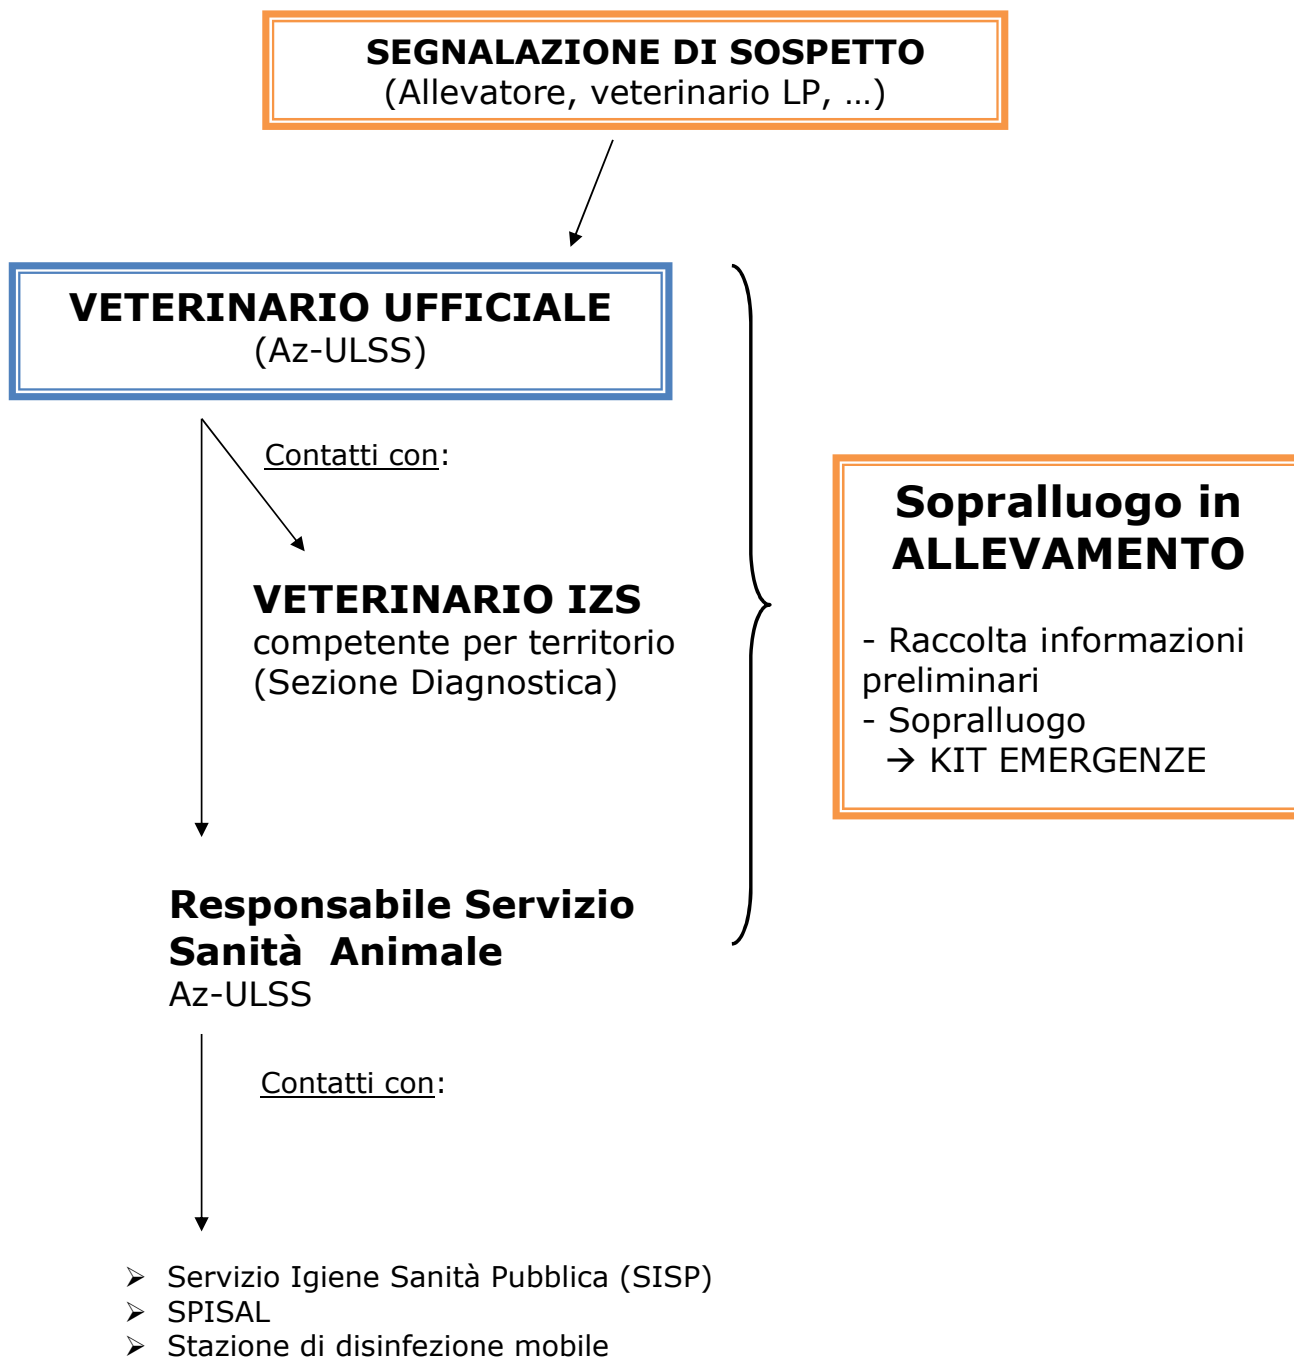 SEGNALAZIONE DI SOSPETTO
(Allevatore, veterinario LP, …)
VETERINARIO UFFICIALE
(Az-ULSS)
Contatti con:
VETERINARIO IZS
competente per territorio
(Sezione Diagnostica)
Sopralluogo in
ALLEVAMENTO
- Raccolta informazioni
preliminari
- Sopralluogo
→ KIT EMERGENZE
Responsabile Servizio
Sanità Animale
Az-ULSS
Contatti con:
➢ Servizio Igiene Sanità Pubblica (SISP)
➢ SPISAL
➢ Stazione di disinfezione mobile